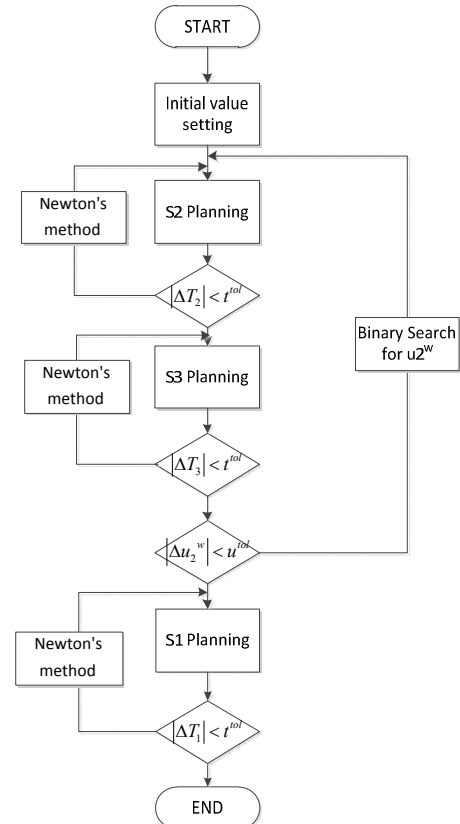 START
Initial value
setting
Newton's
method
S2 Planning
|ΔT₂| < t^tol
Binary Search
for u2^w
Newton's
method
S3 Planning
|ΔT₃| < t^tol
|Δu₂^w| < u^tol
Newton's
method
S1 Planning
|ΔT₁| < t^tol
END